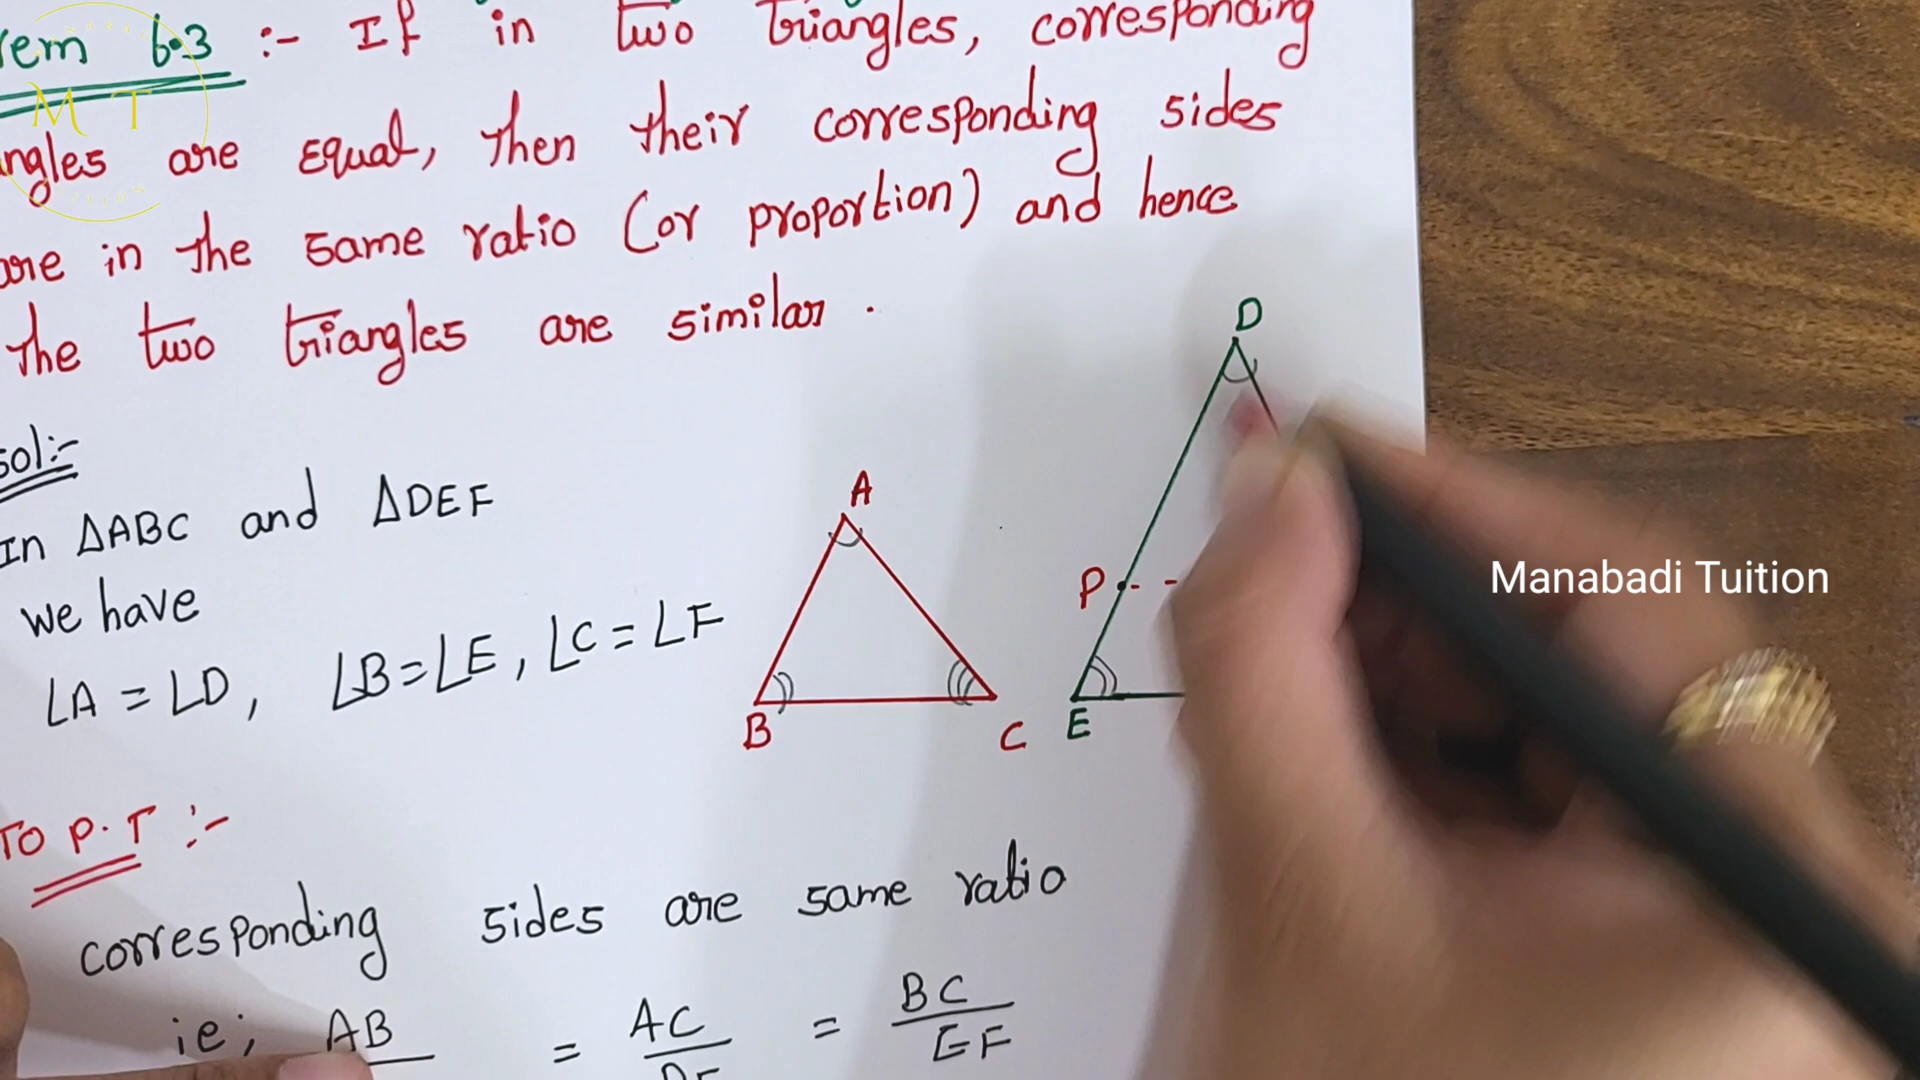 rem 6.3 :- If in two triangles, corresponding
ngles are equal, then their corresponding sides
are in the same ratio (or proportion) and hence
the two triangles are similar.
sol:-
In ΔABC and ΔDEF
we have
∠A = ∠D, ∠B = ∠E, ∠C = ∠F
TO P.T :-
corresponding sides are same ratio
ie; AB = AC = BC
EF
A
B
C
D
P
E
M T
Manabadi Tuition